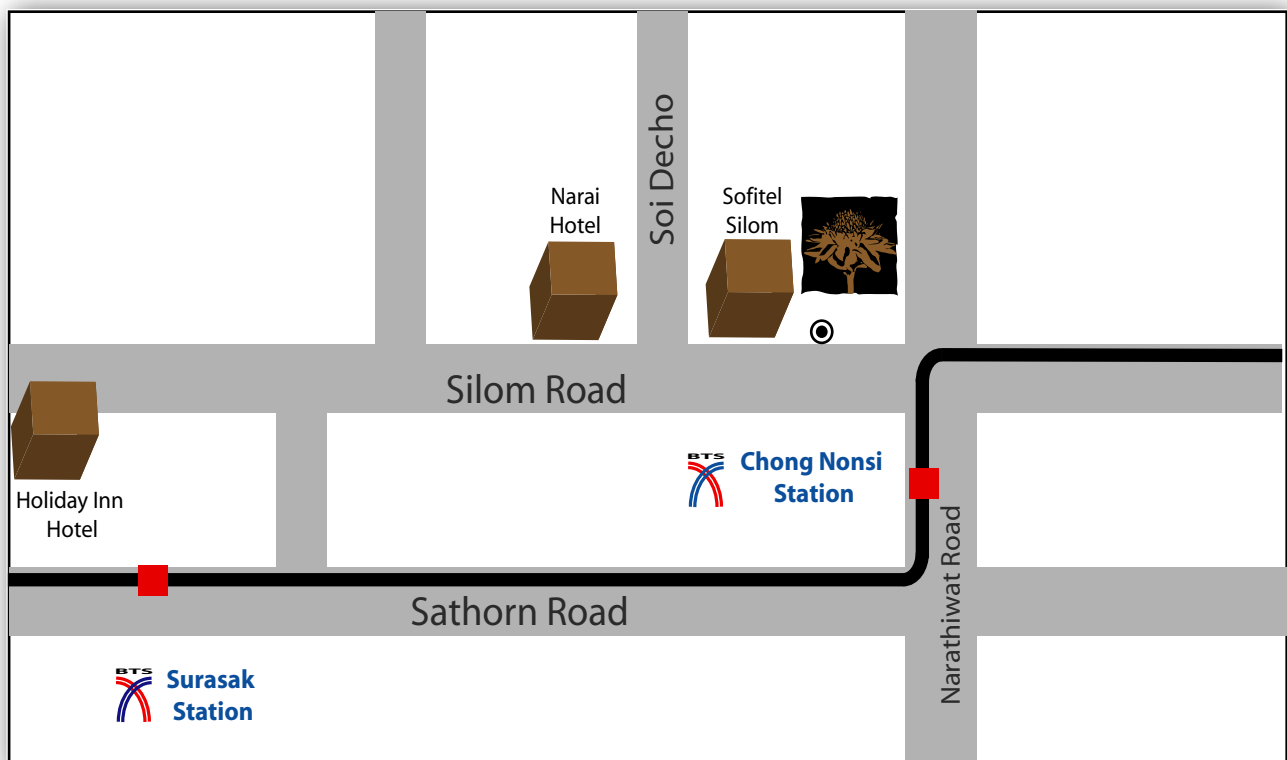 Soi Decho
Narai
Hotel
Sofitel
Silom
Silom Road
Holiday Inn
Hotel
BTS
Chong Nonsi
Station
Narathiwat Road
Sathorn Road
BTS
Surasak
Station